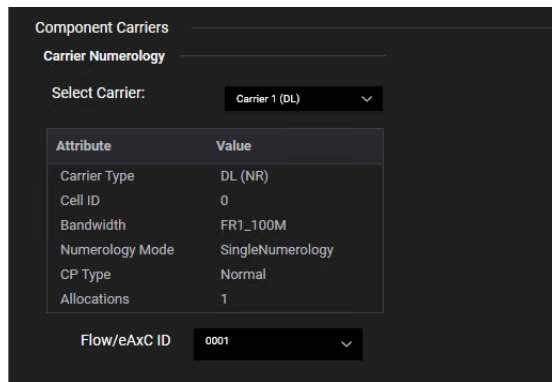 Component Carriers
Carrier Numerology
Select Carrier: Carrier 1 (DL)
Attribute Value
Carrier Type DL (NR)
Cell ID 0
Bandwidth FR1_100M
Numerology Mode SingleNumerology
CP Type Normal
Allocations 1
Flow/eAxC ID 0001